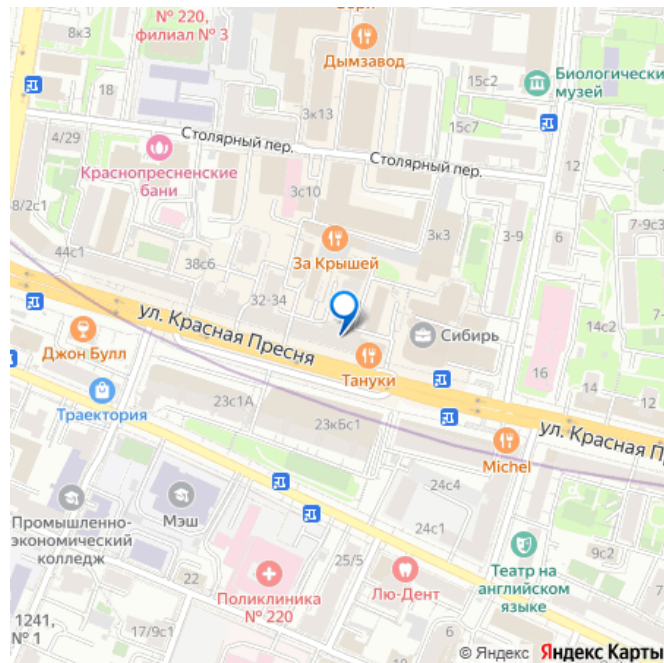 № 220,
филиал № 3
Дымзавод
8к3
18
15с2
Биологический
музей
3к13
15с7
4/29
Столярный пер.
Столярный пер.
12
Краснопресненские
бани
3с10
8/2с1
3к3
3-9
6
7-9с3
44с1
38с6
За Крышей
32-34
ул. Красная Пресня
Сибирь
14с2
Джон Булл
Тануки
16
14
12
Траектория
23с1А
23кБс1
ул. Красная П
Michel
24с4
Промышленно-
экономический
колледж
Мэш
24с1
22
25/5
9с2
Поликлиника
№ 220
Лю-Дент
Театр на
английском
языке
1241,
№ 1
17/9с1
6
© Яндекс Яндекс Карты